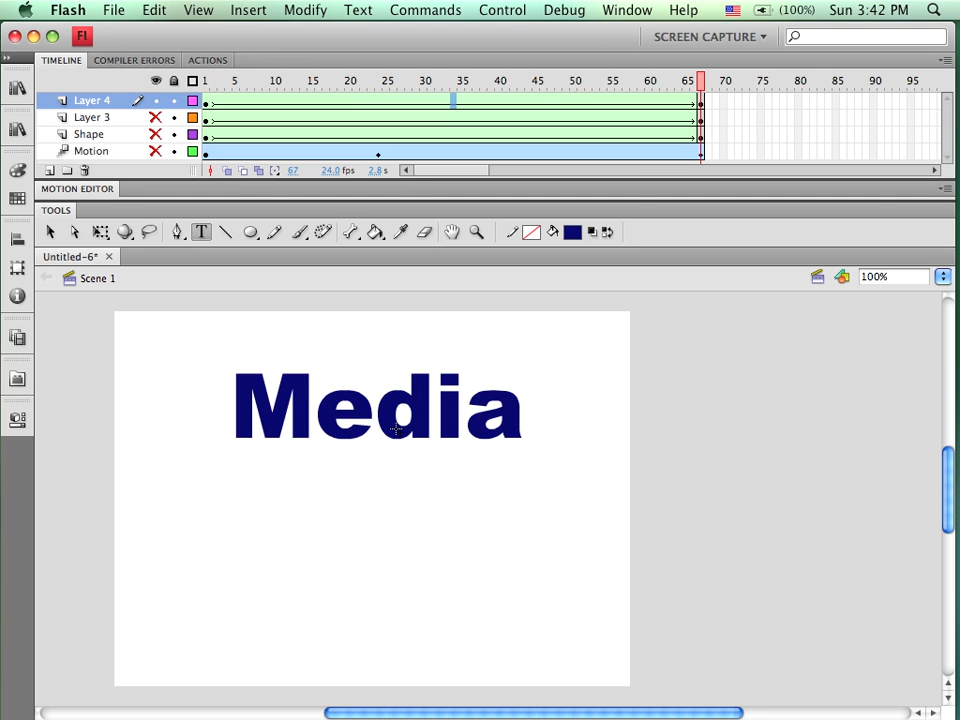 Flash File Edit View Insert Modify Text Commands Control Debug Window Help (100%) Sun 3:42 PM
Fl SCREEN CAPTURE
TIMELINE COMPILER ERRORS ACTIONS
1 5 10 15 20 25 30 35 40 45 50 55 60 65 70 75 80 85 90 95
Layer 4
Layer 3
Shape
Motion
67 24.0 fps 2.8 s
MOTION EDITOR
TOOLS
T
Untitled-6*
Scene 1 100%
Media